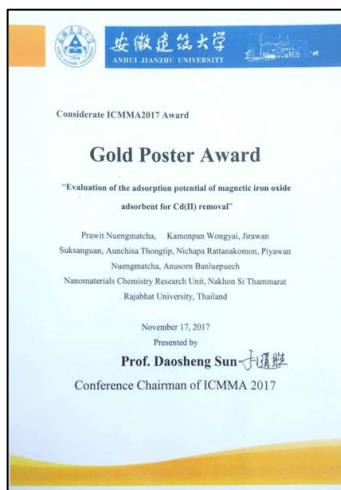 安徽建筑大学
ANHUI JIANZHU UNIVERSITY
Considerate ICMMA2017 Award
Gold Poster Award
"Evaluation of the adsorption potential of magnetic iron oxide
adsorbent for Cd(II) removal"
Prawit Nuengmatcha, Kamonpan Wongyai, Jirawan
Suksanguan, Aunchisa Thongtip, Nichapa Rattanakomon, Piyawan
Nuengmatcha, Anusorn Banluepuech
Nanomaterials Chemistry Research Unit, Nakhon Si Thammarat
Rajabhat University, Thailand
November 17, 2017
Presented by
Prof. Daosheng Sun
Conference Chairman of ICMMA 2017